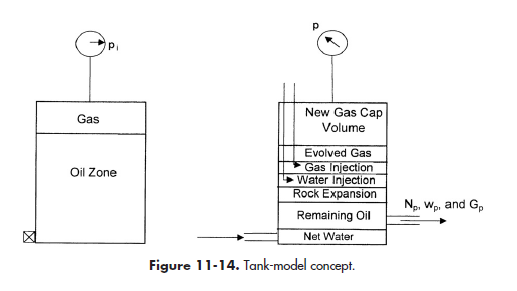 p
pi
Gas
Oil Zone
New Gas Cap
Volume
Evolved Gas
Gas Injection
Water Injection
Rock Expansion
Remaining Oil
Net Water
Np, wp, and Gp
Figure 11-14. Tank-model concept.